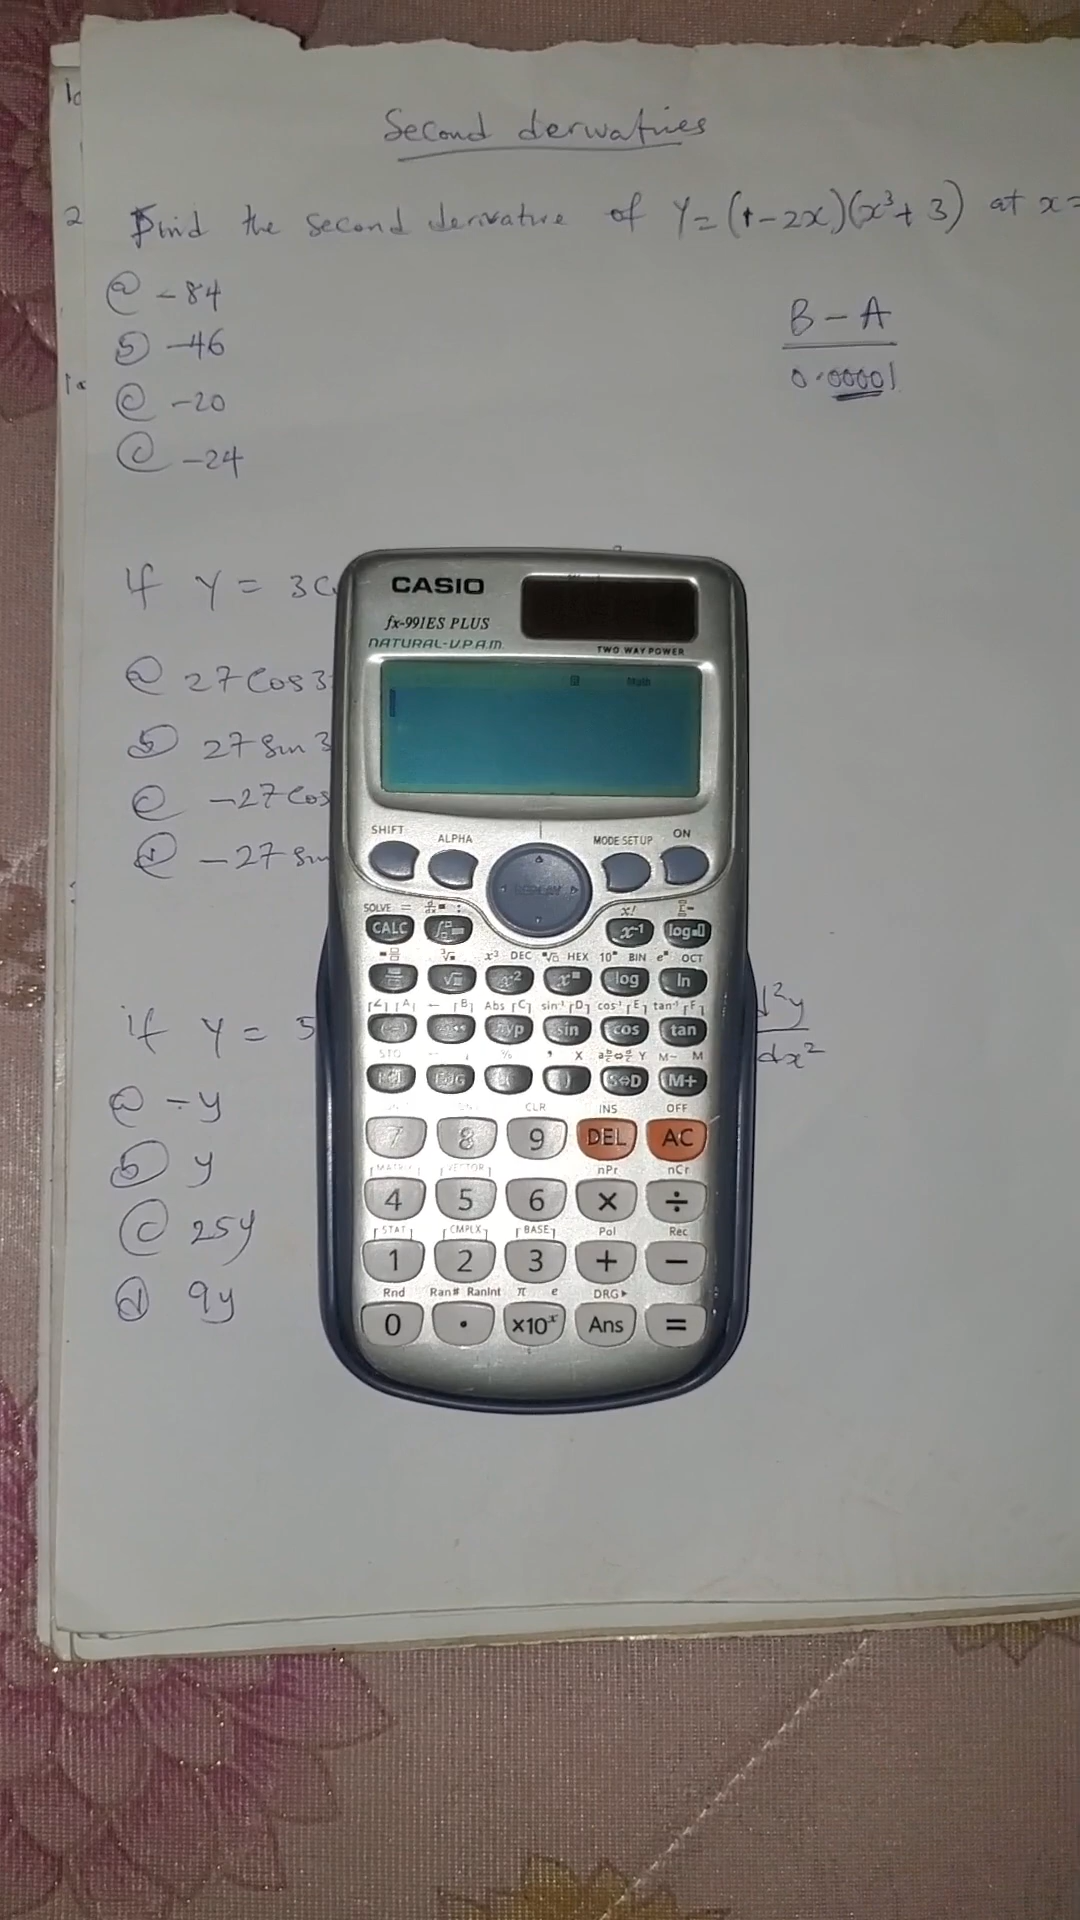 Second derivatives
2 Find the second derivative of Y = (1-2x)(x³+3) at x=
ⓐ -84
ⓑ -46
ⓒ -20
ⓒ -24
B-A
0.00001
If Y = 3C
ⓐ 27 Cos3
ⓑ 27 Sin 3
ⓒ -27 Cos
ⓓ -27 Sin
if Y = 5
d²y
dx²
ⓐ -y
ⓑ y
ⓒ 25y
ⓓ 9y
CASIO
fx-991ES PLUS
NATURAL-V.P.A.M.
TWO WAY POWER
Math
SHIFT ALPHA REPLAY MODE SETUP ON
SOLVE = x!
CALC x⁻¹ log
x³ DEC HEX 10ˣ BIN eˣ OCT
x² log ln
A B Abs C sin⁻¹ D cos⁻¹ E tan⁻¹ F
hyp sin cos tan
STO X Y M- M
) S⇔D M+
CLR INS OFF
7 8 9 DEL AC
MATRIX VECTOR nPr nCr
4 5 6 × ÷
STAT CMPLX BASE Pol Rec
1 2 3 + −
Rnd Ran# RanInt π e DRG▸
0 . ×10ˣ Ans =